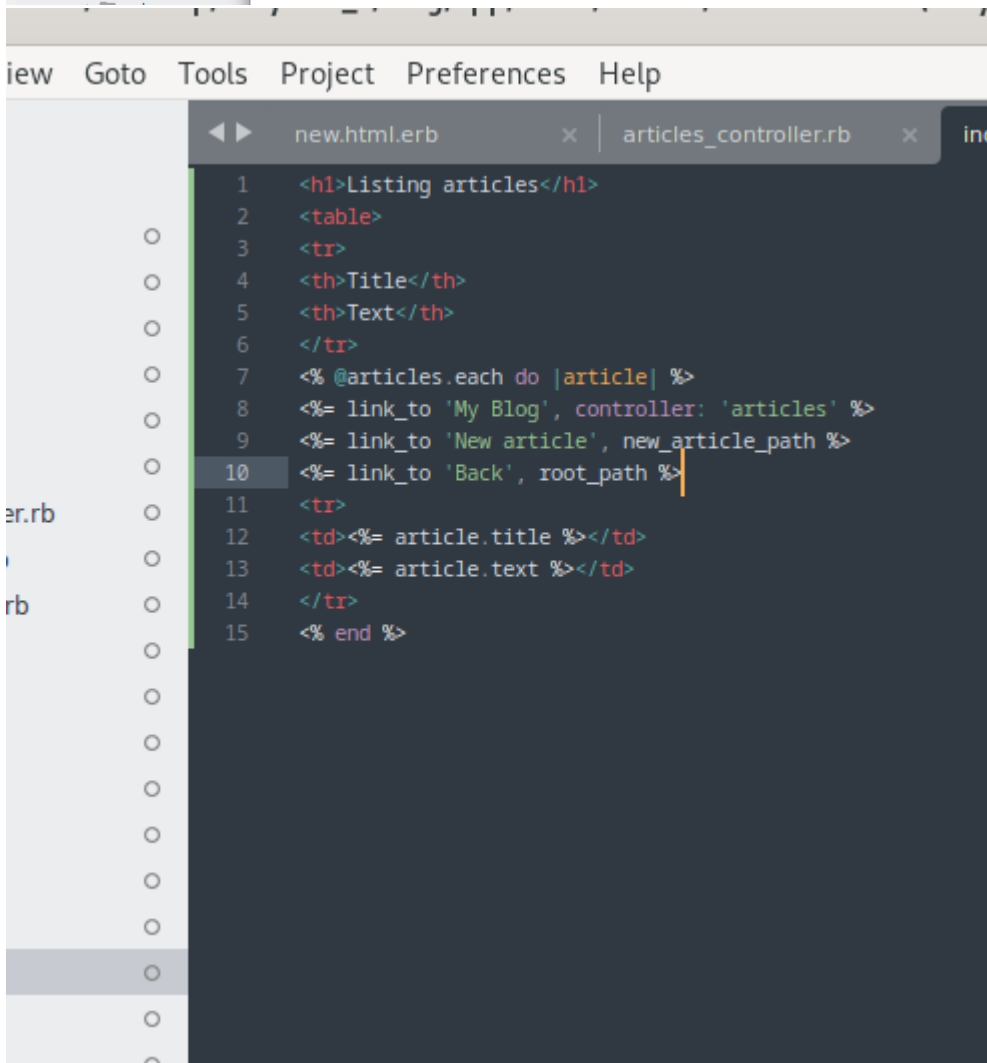 iew Goto Tools Project Preferences Help
new.html.erb × articles_controller.rb ×
1 <h1>Listing articles</h1>
2 <table>
3 <tr>
4 <th>Title</th>
5 <th>Text</th>
6 </tr>
7 <% @articles.each do |article| %>
8 <%= link_to 'My Blog', controller: 'articles' %>
9 <%= link_to 'New article', new_article_path %>
10 <%= link_to 'Back', root_path %>
er.rb
11 <tr>
12 <td><%= article.title %></td>
13 <td><%= article.text %></td>
rb
14 </tr>
15 <% end %>